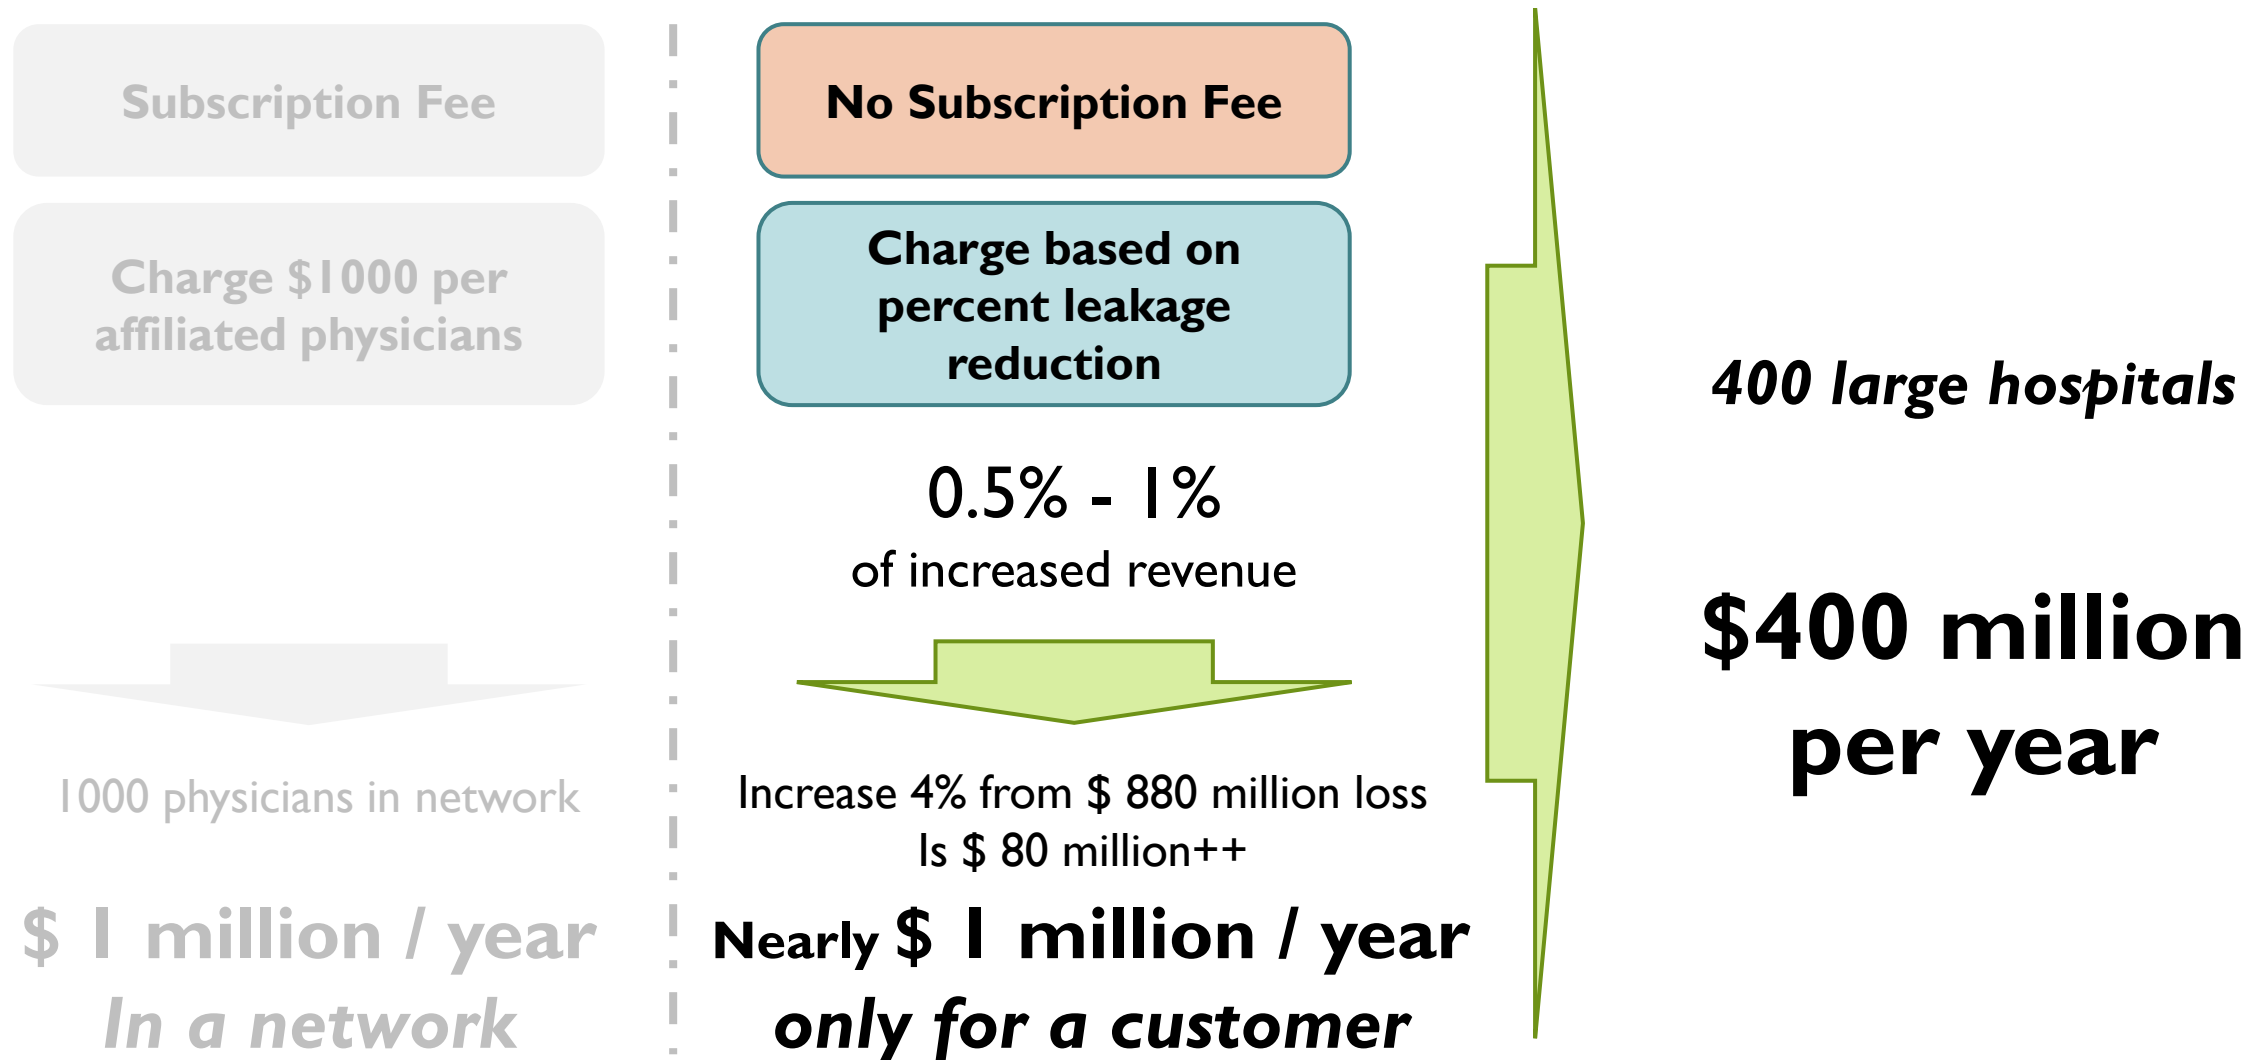 Subscription Fee
Charge $1000 per
affiliated physicians
1000 physicians in network
$ 1 million / year
In a network
No Subscription Fee
Charge based on
percent leakage
reduction
0.5% - 1%
of increased revenue
Increase 4% from $ 880 million loss
Is $ 80 million++
Nearly $ 1 million / year
only for a customer
400 large hospitals
$400 million
per year